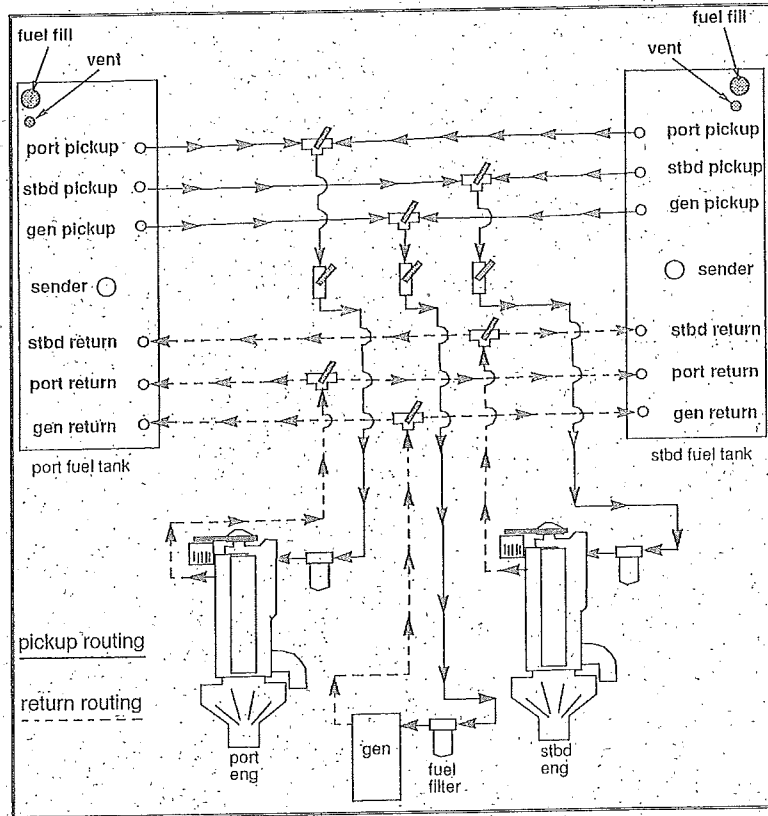 fuel fill
vent
port pickup
stbd pickup
gen pickup
sender
stbd return
port return
gen return
port fuel tank
fuel fill
vent
port pickup
stbd pickup
gen pickup
sender
stbd return
port return
gen return
stbd fuel tank
pickup routing
return routing
port
eng
gen
fuel
filter
stbd
eng